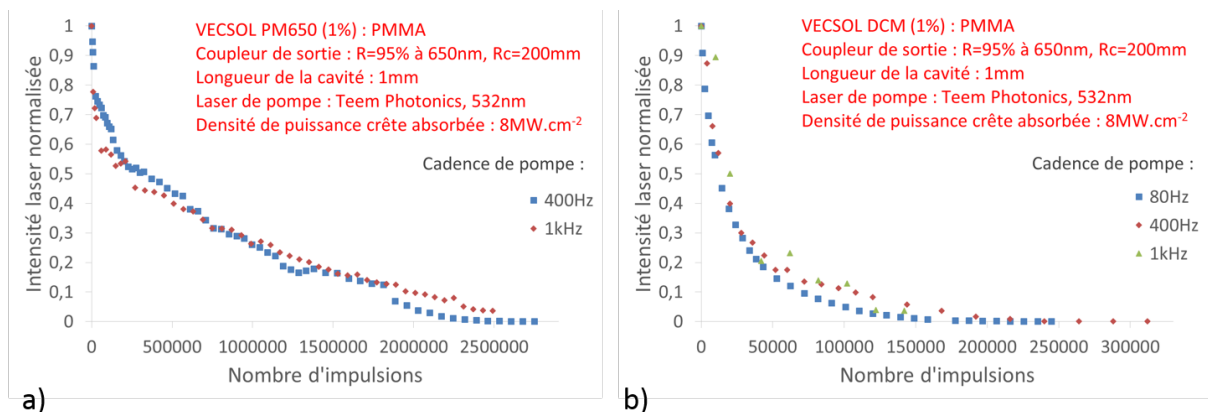 VECSOL PM650 (1%) : PMMA
Coupleur de sortie : R=95% à 650nm, Rc=200mm
Longueur de la cavité : 1mm
Laser de pompe : Teem Photonics, 532nm
Densité de puissance crête absorbée : 8MW.cm-2
Cadence de pompe :
400Hz
1kHz
Intensité laser normalisée
1
0,9
0,8
0,7
0,6
0,5
0,4
0,3
0,2
0,1
0
0 500000 1000000 1500000 2000000 2500000
Nombre d'impulsions
a)
VECSOL DCM (1%) : PMMA
Coupleur de sortie : R=95% à 650nm, Rc=200mm
Longueur de la cavité : 1mm
Laser de pompe : Teem Photonics, 532nm
Densité de puissance crête absorbée : 8MW.cm-2
Cadence de pompe :
80Hz
400Hz
1kHz
Intensité laser normalisée
1
0,9
0,8
0,7
0,6
0,5
0,4
0,3
0,2
0,1
0
0 50000 100000 150000 200000 250000 300000
Nombre d'impulsions
b)